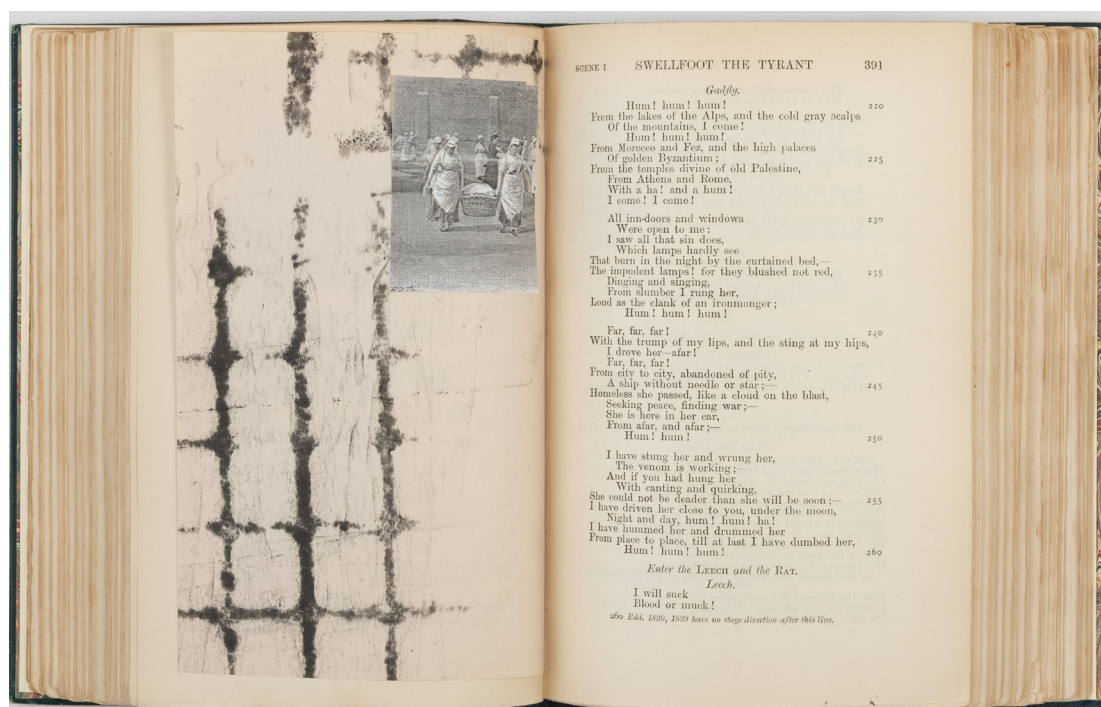 SCENE I SWELLFOOT THE TYRANT 391
Gadfly.
Hum! hum! hum! 220
From the lakes of the Alps, and the cold gray scalps
Of the mountains, I come!
Hum! hum! hum!
From Morocco and Fez, and the high palaces
Of golden Byzantium; 225
From the temples divine of old Palestine,
From Athens and Rome,
With a ha! and a hum!
I come! I come!
All inn-doors and windows 230
Were open to me:
I saw all that sin does,
Which lamps hardly see
That burn in the night by the curtained bed,—
The impudent lamps! for they blushed not red, 235
Dinging and singing,
From slumber I rung her,
Loud as the clank of an ironmonger;
Hum! hum! hum!
Far, far, far! 240
With the trump of my lips, and the sting at my hips,
I drove her—afar!
Far, far, far!
From city to city, abandoned of pity,
A ship without needle or star;— 245
Homeless she passed, like a cloud on the blast,
Seeking peace, finding war;—
She is here in her car,
From afar, and afar;—
Hum! hum! 250
I have stung her and wrung her,
The venom is working;—
And if you had hung her
With canting and quirking,
She could not be deader than she will be soon;— 255
I have driven her close to you, under the moon,
Night and day, hum! hum! ha!
I have hummed her and drummed her
From place to place, till at last I have dumbed her,
Hum! hum! hum! 260
Enter the LEECH and the RAT.
Leech.
I will suck
Blood or muck!
260 Edd. 1820, 1839 have no stage direction after this line.